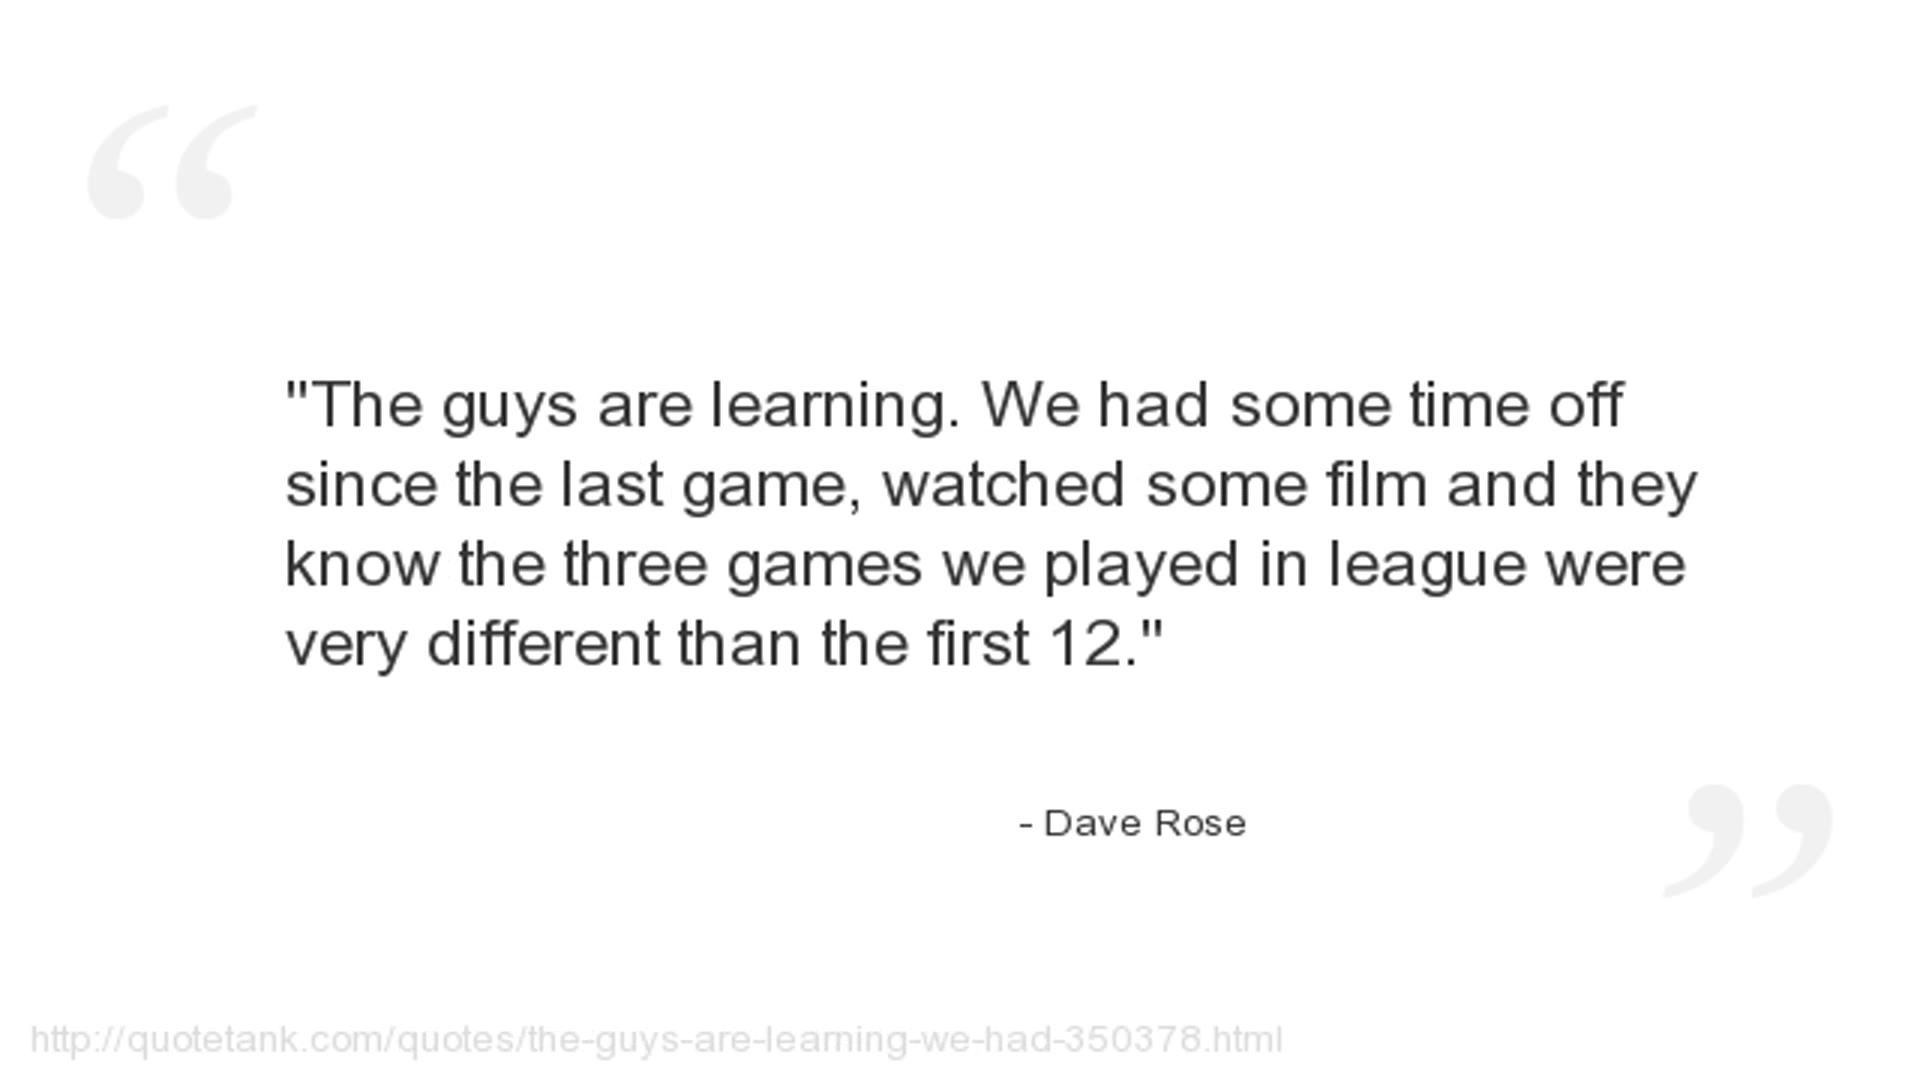 "The guys are learning. We had some time off
since the last game, watched some film and they
know the three games we played in league were
very different than the first 12."
- Dave Rose
http://quotetank.com/quotes/the-guys-are-learning-we-had-350378.html